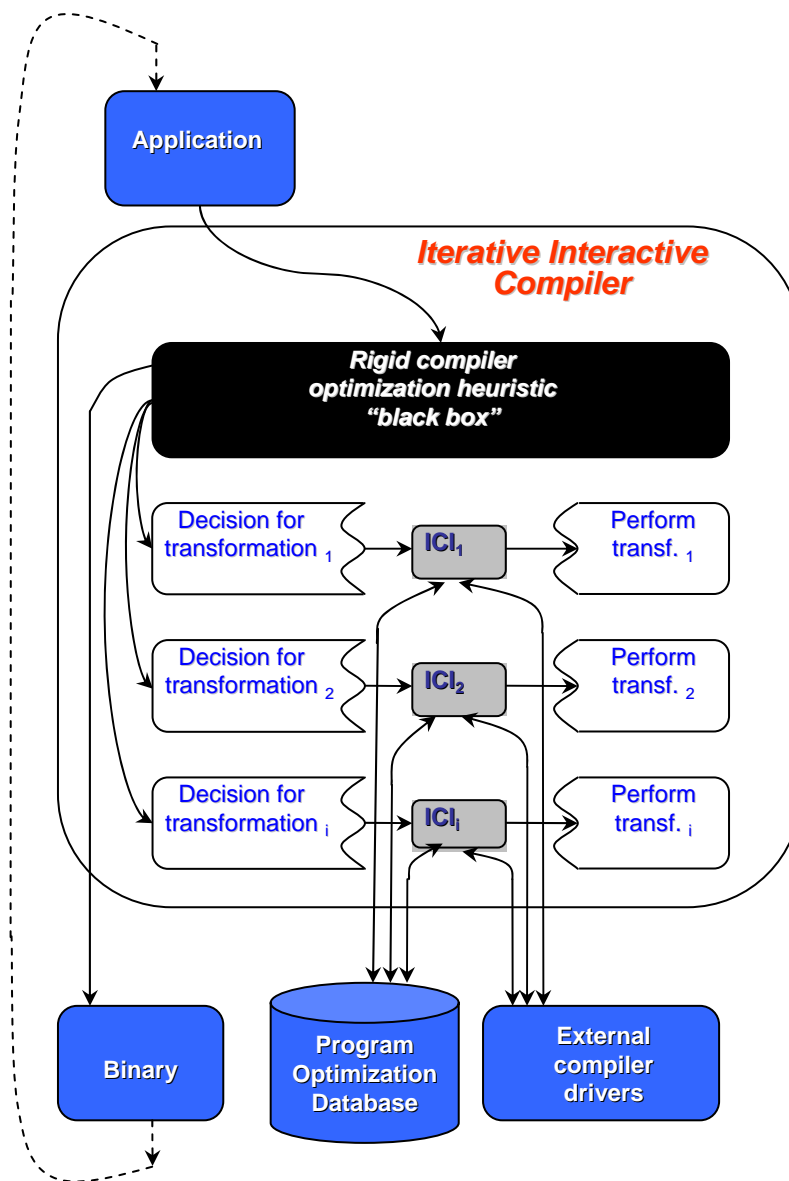 Application
Iterative Interactive
Compiler
Rigid compiler
optimization heuristic
“black box”
Decision for
transformation 1
ICI1
Perform
transf. 1
Decision for
transformation 2
ICI2
Perform
transf. 2
Decision for
transformation i
ICIi
Perform
transf. i
Binary
Program
Optimization
Database
External
compiler
drivers